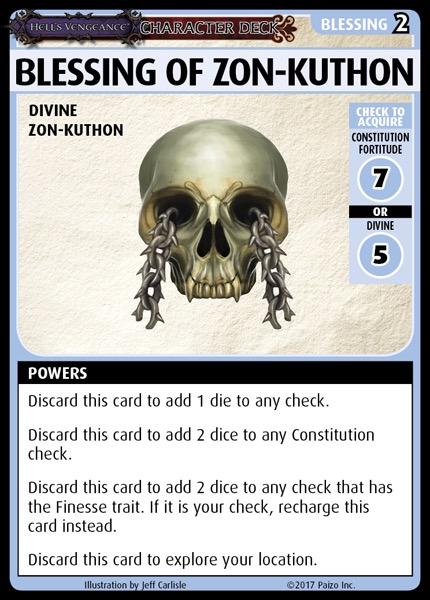 HELL'S VENGEANCE CHARACTER DECK BLESSING 2
BLESSING OF ZON-KUTHON
DIVINE
ZON-KUTHON
CHECK TO
ACQUIRE
CONSTITUTION
FORTITUDE
7
OR
DIVINE
5
POWERS
Discard this card to add 1 die to any check.
Discard this card to add 2 dice to any Constitution
check.
Discard this card to add 2 dice to any check that has
the Finesse trait. If it is your check, recharge this
card instead.
Discard this card to explore your location.
Illustration by Jeff Carlisle ©2017 Paizo Inc.